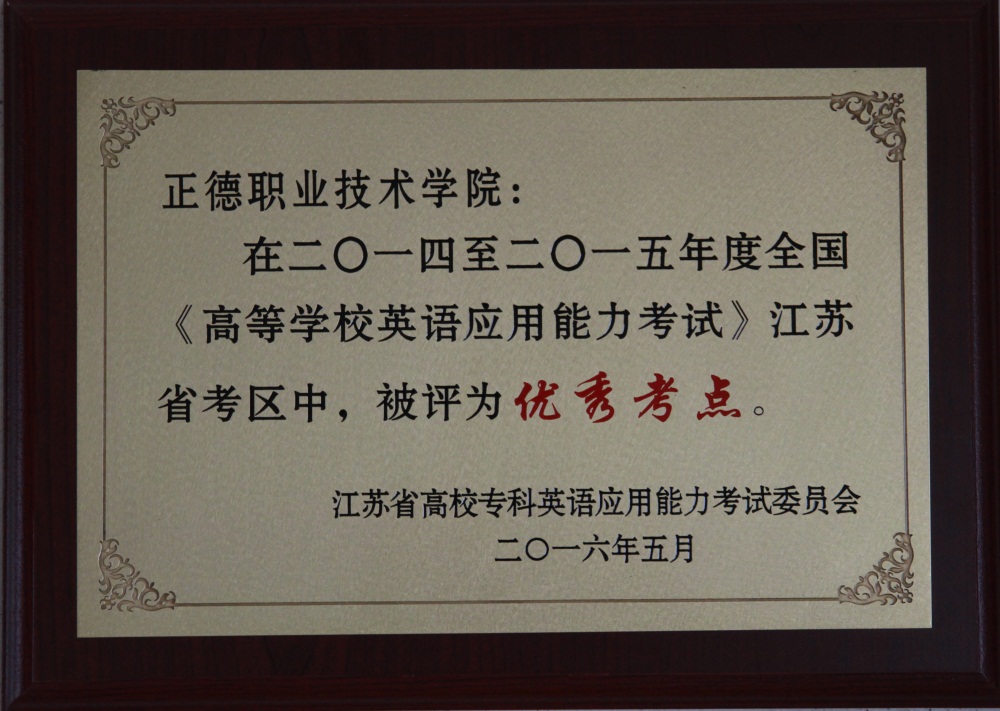 正德职业技术学院：
在二〇一四至二〇一五年度全国
《高等学校英语应用能力考试》江苏
省考区中，被评为优秀考点。
江苏省高校专科英语应用能力考试委员会
二〇一六年五月